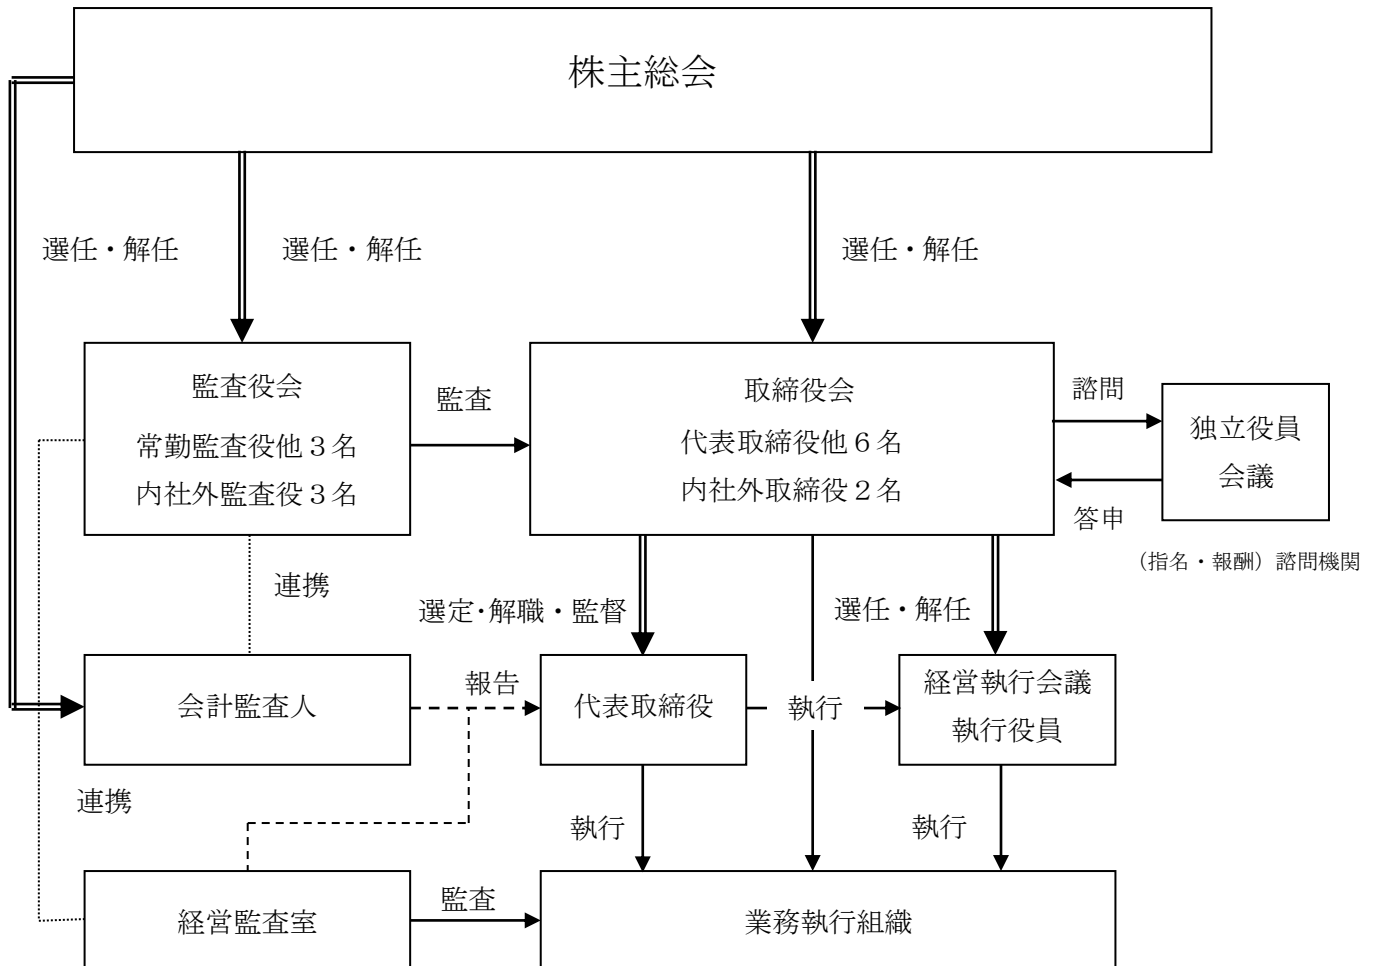 株主総会
選任・解任
選任・解任
選任・解任
監査役会
常勤監査役他３名
内社外監査役３名
監査
取締役会
代表取締役他６名
内社外取締役２名
諮問
答申
独立役員
会議
（指名・報酬）諮問機関
連携
選定・解職・監督
選任・解任
会計監査人
報告
代表取締役
執行
経営執行会議
執行役員
連携
執行
執行
経営監査室
監査
業務執行組織